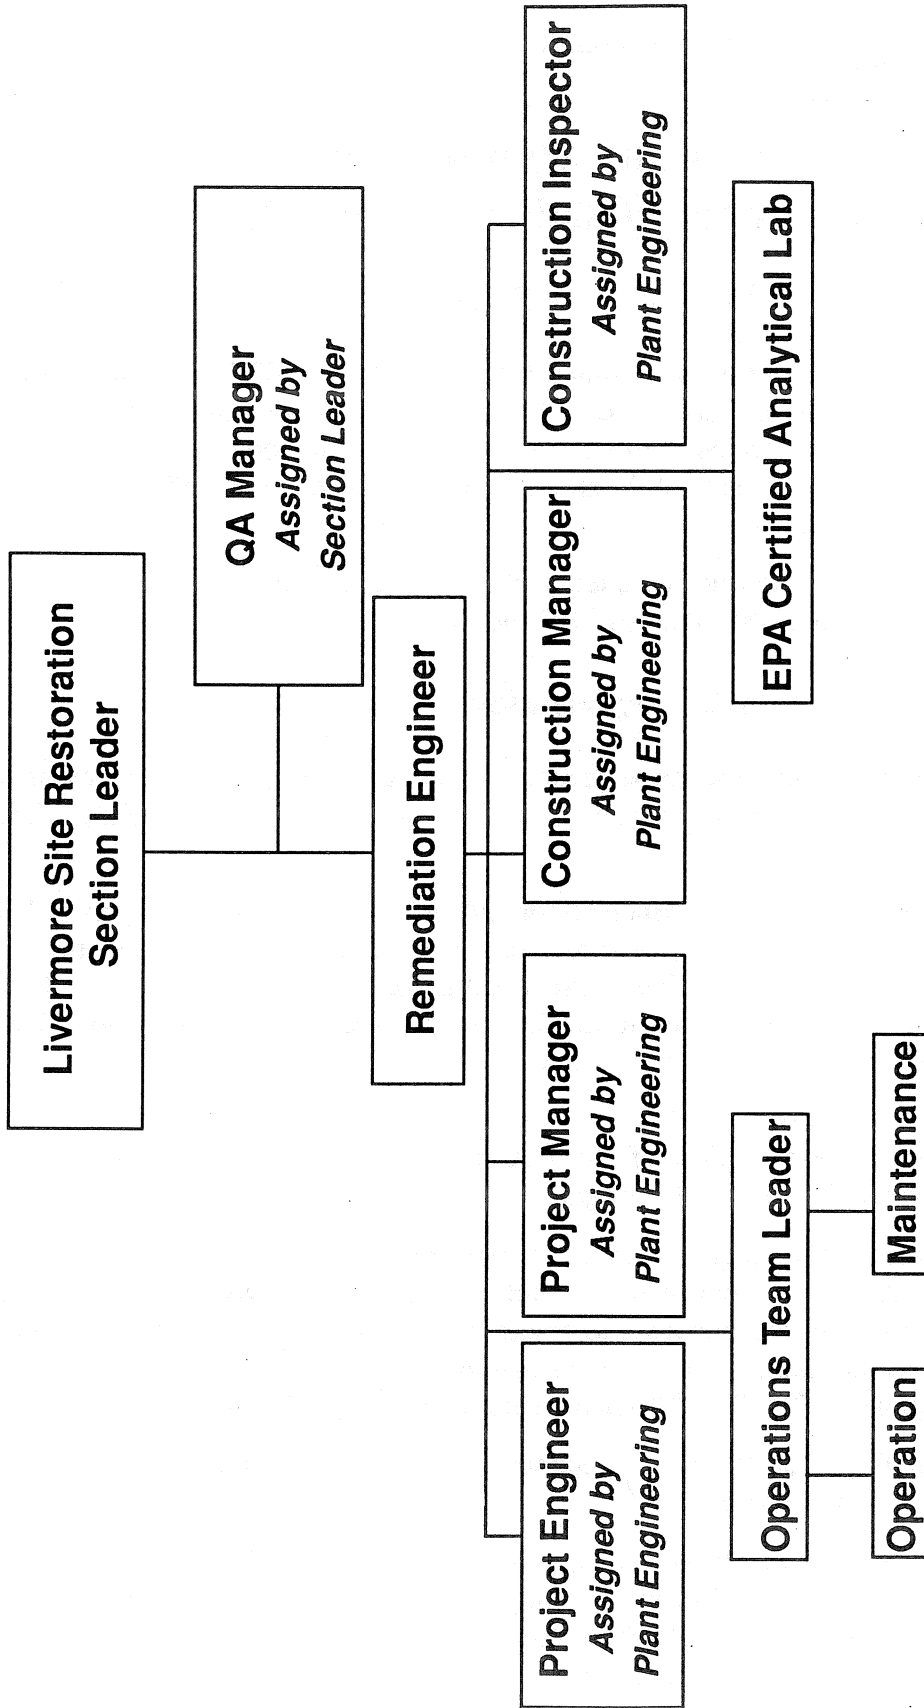 Livermore Site Restoration
Section Leader
QA Manager
Assigned by
Section Leader
Remediation Engineer
Project Engineer
Assigned by
Plant Engineering
Project Manager
Assigned by
Plant Engineering
Construction Manager
Assigned by
Plant Engineering
Construction Inspector
Assigned by
Plant Engineering
Operations Team Leader
EPA Certified Analytical Lab
Operation
Maintenance